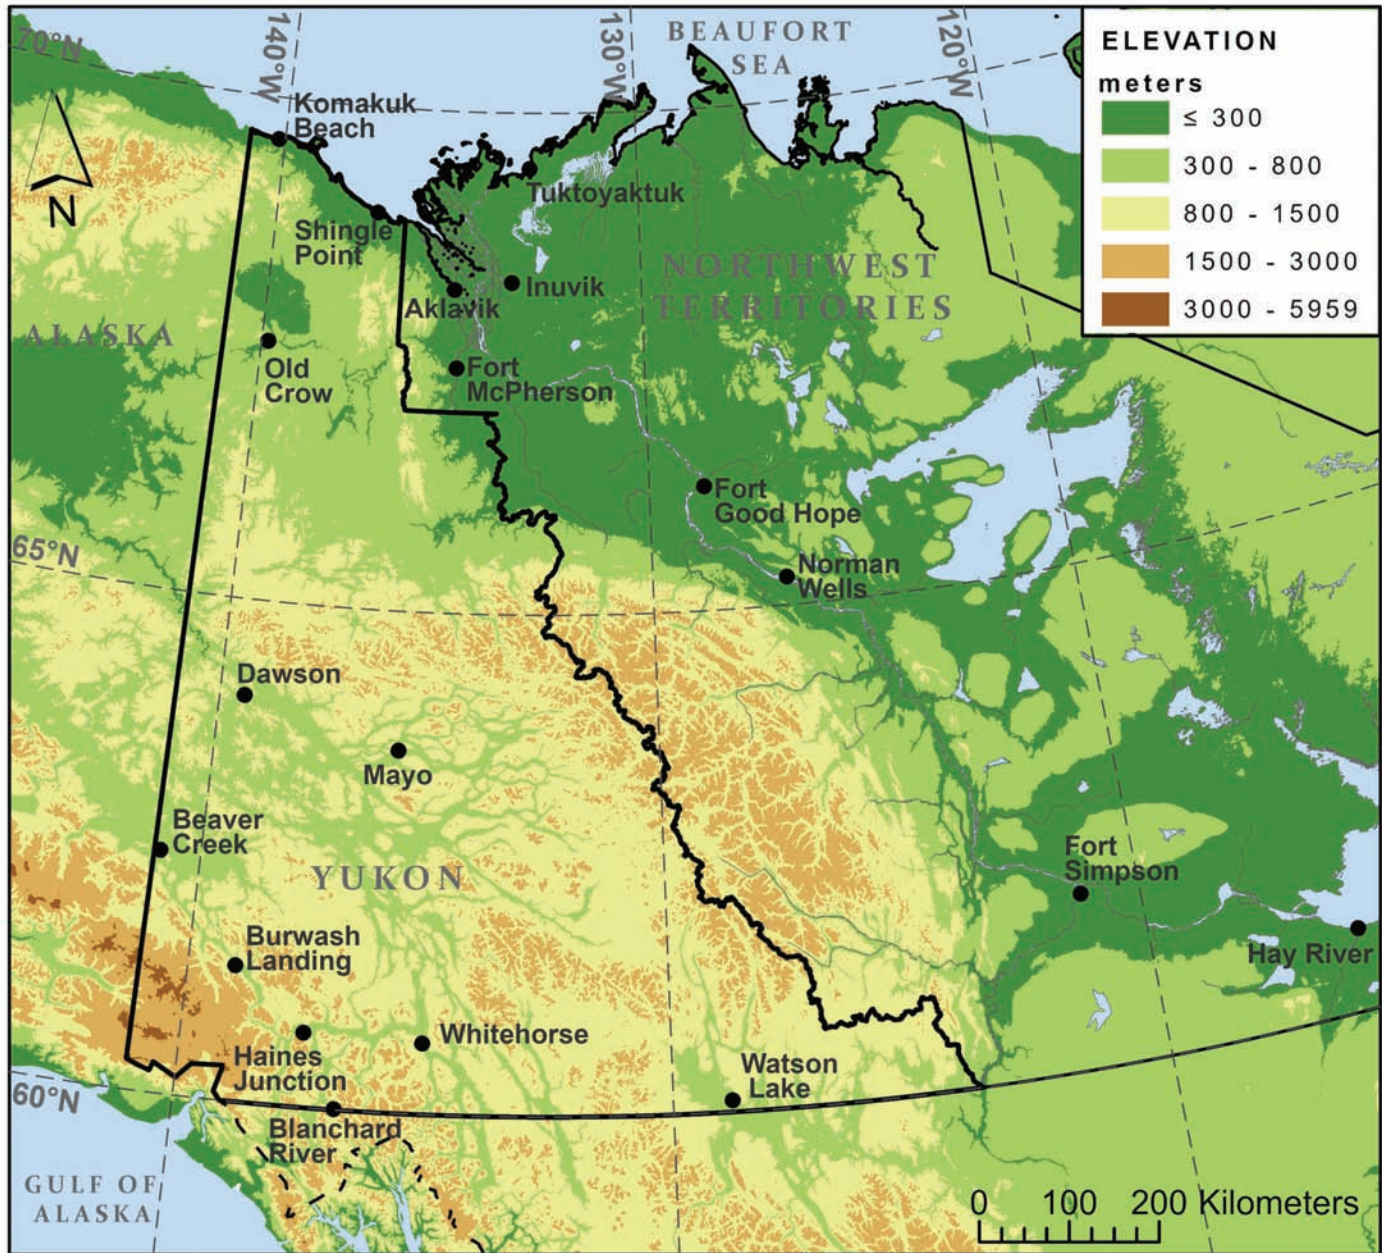 70°N
140°W
130°W
BEAUFORT
SEA
120°W
ELEVATION
meters
≤ 300
300 - 800
800 - 1500
1500 - 3000
3000 - 5959
N
Komakuk
Beach
Shingle
Point
Tuktoyaktuk
Inuvik
Aklavik
NORTHWEST
TERRITORIES
ALASKA
Old
Crow
Fort
McPherson
Fort
Good Hope
65°N
Norman
Wells
Dawson
Mayo
Beaver
Creek
YUKON
Fort
Simpson
Burwash
Landing
Hay River
Whitehorse
Haines
Junction
Watson
Lake
60°N
Blanchard
River
GULF OF
ALASKA
0 100 200 Kilometers